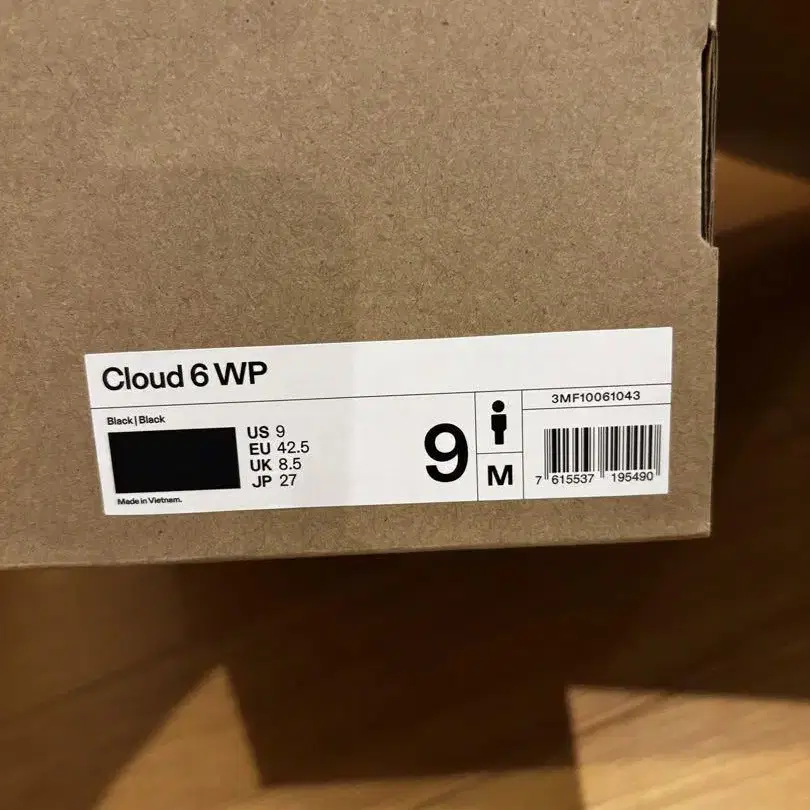 Cloud 6 WP
Black | Black
US 9
EU 42.5
UK 8.5
JP 27
Made in Vietnam.
9
M
3MF10061043
7 615537 195490